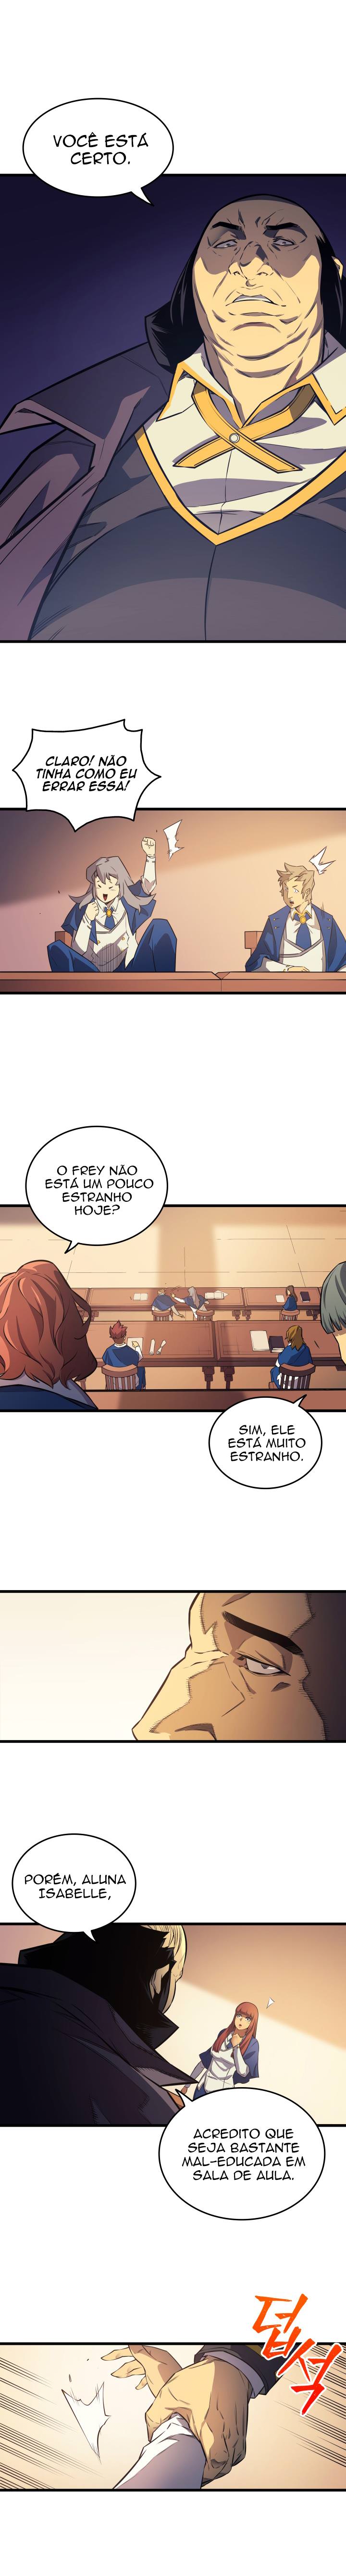 VOCÊ ESTÁ
CERTO.
CLARO! NÃO
TINHA COMO EU
ERRAR ESSA!
O FREY NÃO
ESTÁ UM POUCO
ESTRANHO
HOJE?
SIM, ELE
ESTÁ MUITO
ESTRANHO.
PORÉM, ALUNA
ISABELLE,
ACREDITO QUE
SEJA BASTANTE
MAL-EDUCADA EM
SALA DE AULA.
덥석